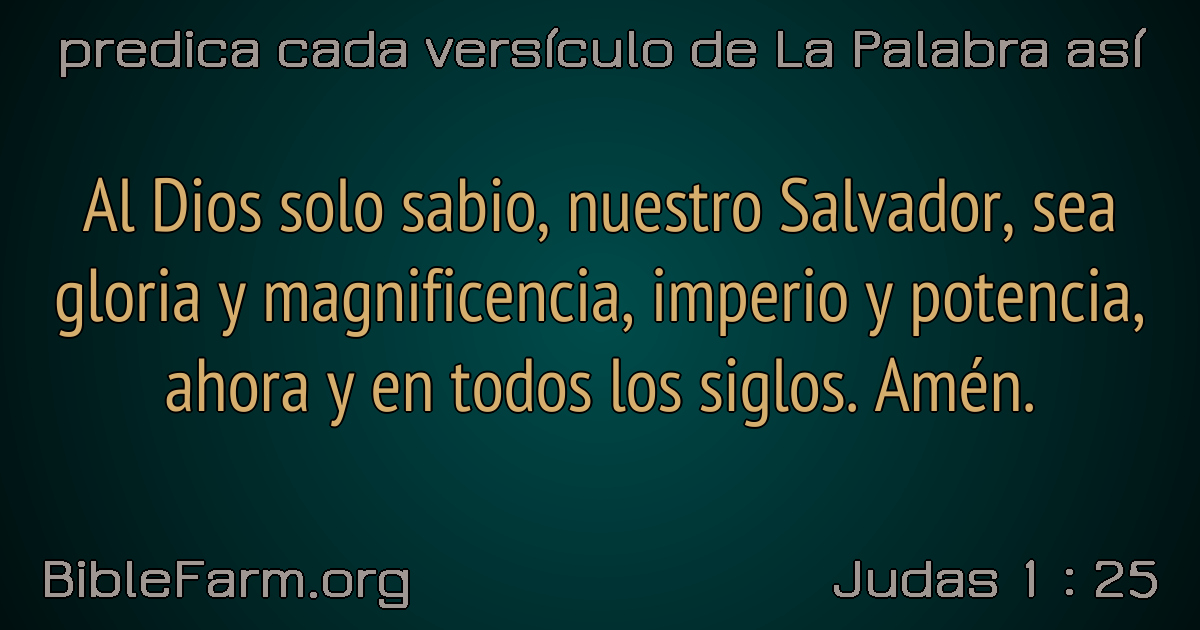 predica cada versículo de La Palabra así
Al Dios solo sabio, nuestro Salvador, sea
gloria y magnificencia, imperio y potencia,
ahora y en todos los siglos. Amén.
BibleFarm.org
Judas 1 : 25